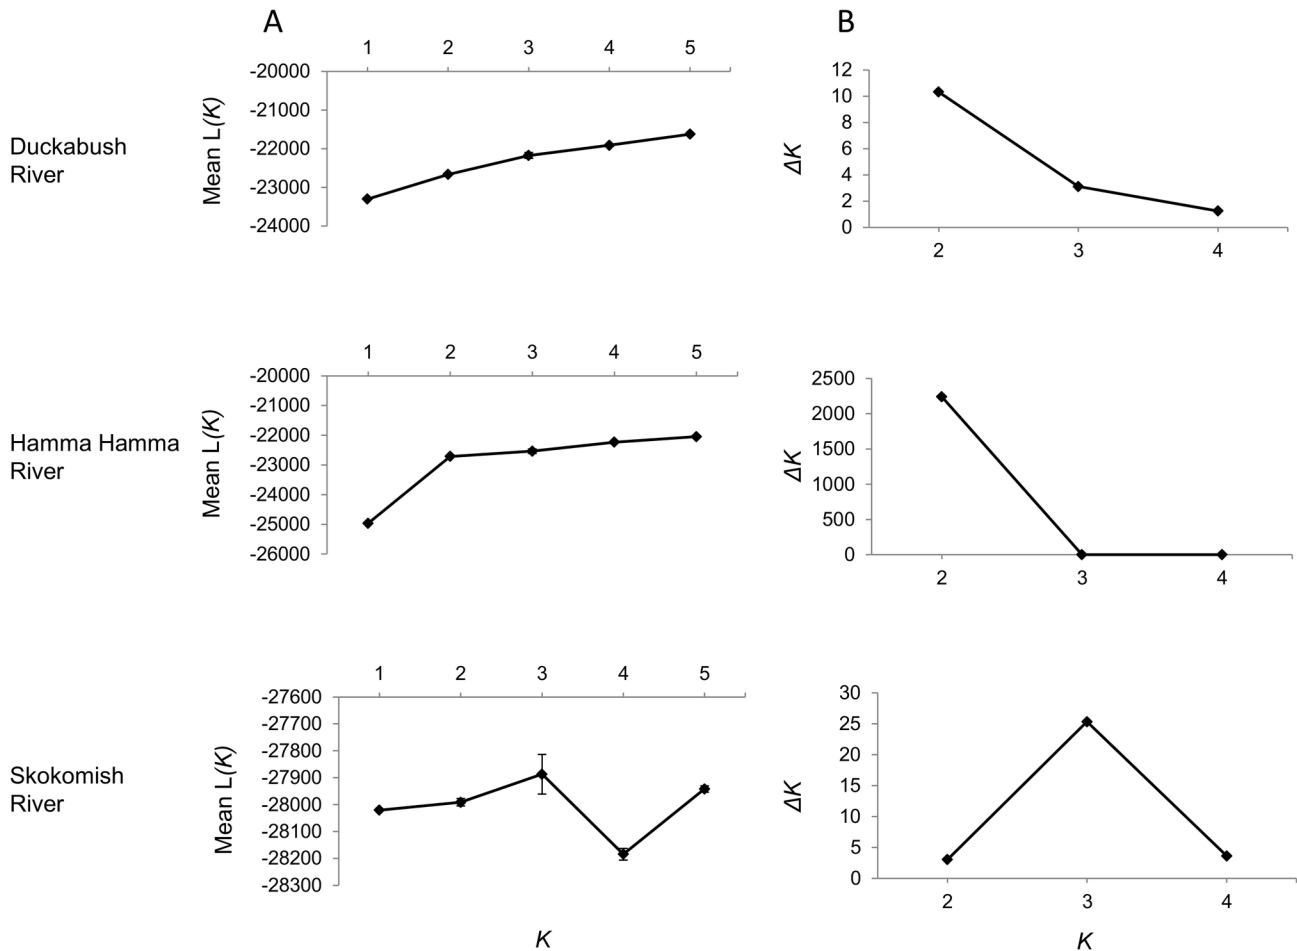 A
B
Duckabush
River
Mean L(K)
1 2 3 4 5
-20000
-21000
-22000
-23000
-24000
ΔK
12
10
8
6
4
2
0
2 3 4
Hamma Hamma
River
Mean L(K)
1 2 3 4 5
-20000
-21000
-22000
-23000
-24000
-25000
-26000
ΔK
2500
2000
1500
1000
500
0
2 3 4
Skokomish
River
Mean L(K)
1 2 3 4 5
-27600
-27700
-27800
-27900
-28000
-28100
-28200
-28300
K
ΔK
30
25
20
15
10
5
0
2 3 4
K